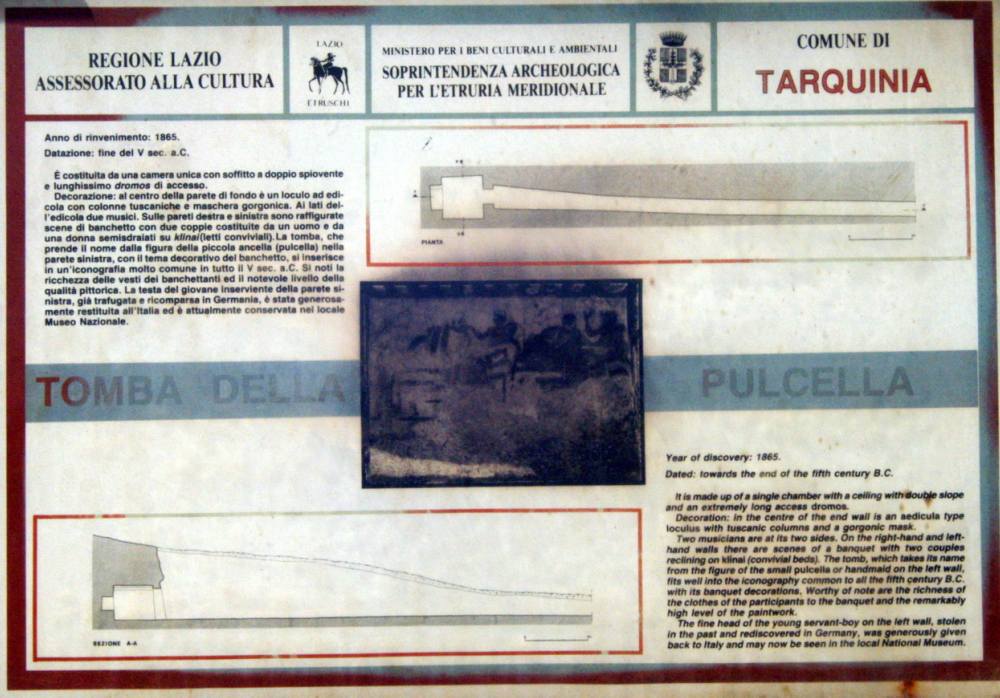 REGIONE LAZIO
ASSESSORATO ALLA CULTURA
LAZIO
ETRUSCHI
MINISTERO PER I BENI CULTURALI E AMBIENTALI
SOPRINTENDENZA ARCHEOLOGICA
PER L'ETRURIA MERIDIONALE
COMUNE DI
TARQUINIA
Anno di rinvenimento: 1865.
Datazione: fine del V sec. a.C.
È costituita da una camera unica con soffitto a doppio spiovente
e lunghissimo dromos di accesso.
Decorazione: al centro della parete di fondo è un loculo ad edi-
cola con colonne tuscaniche e maschera gorgonica. Ai lati del-
l'edicola due musici. Sulle pareti destra e sinistra sono raffigurate
scene di banchetto con due coppie costituite da un uomo e da
una donna semisdraiati su klinai(letti conviviali).La tomba, che
prende il nome dalla figura della piccola ancella (pulcella) nella
parete sinistra, con il tema decorativo del banchetto, si inserisce
in un'iconografia molto comune in tutto il V sec. a.C. Si noti la
ricchezza delle vesti dei banchettanti ed il notevole livello della
qualità pittorica. La testa del giovane inserviente della parete si-
nistra, già trafugata e ricomparsa in Germania, è stata generosa-
mente restituita all'Italia ed è attualmente conservata nel locale
Museo Nazionale.
PIANTA
TOMBA DELLA PULCELLA
Year of discovery: 1865.
Dated: towards the end of the fifth century B.C.
It is made up of a single chamber with a ceiling with double slope
and an extremely long access dromos.
Decoration: in the centre of the end wall is an aedicula type
loculus with tuscanic columns and a gorgonic mask.
Two musicians are at its two sides. On the right-hand and left-
hand walls there are scenes of a banquet with two couples
reclining on klinai (convivial beds). The tomb, which takes its name
from the figure of the small pulcella or handmaid on the left wall,
fits well into the iconography common to all the fifth century B.C.
with its banquet decorations. Worthy of note are the richness of
the clothes of the participants to the banquet and the remarkably
high level of the paintwork.
The fine head of the young servant-boy on the left wall, stolen
in the past and rediscovered in Germany, was generously given
back to Italy and may now be seen in the local National Museum.
SEZIONE A-A